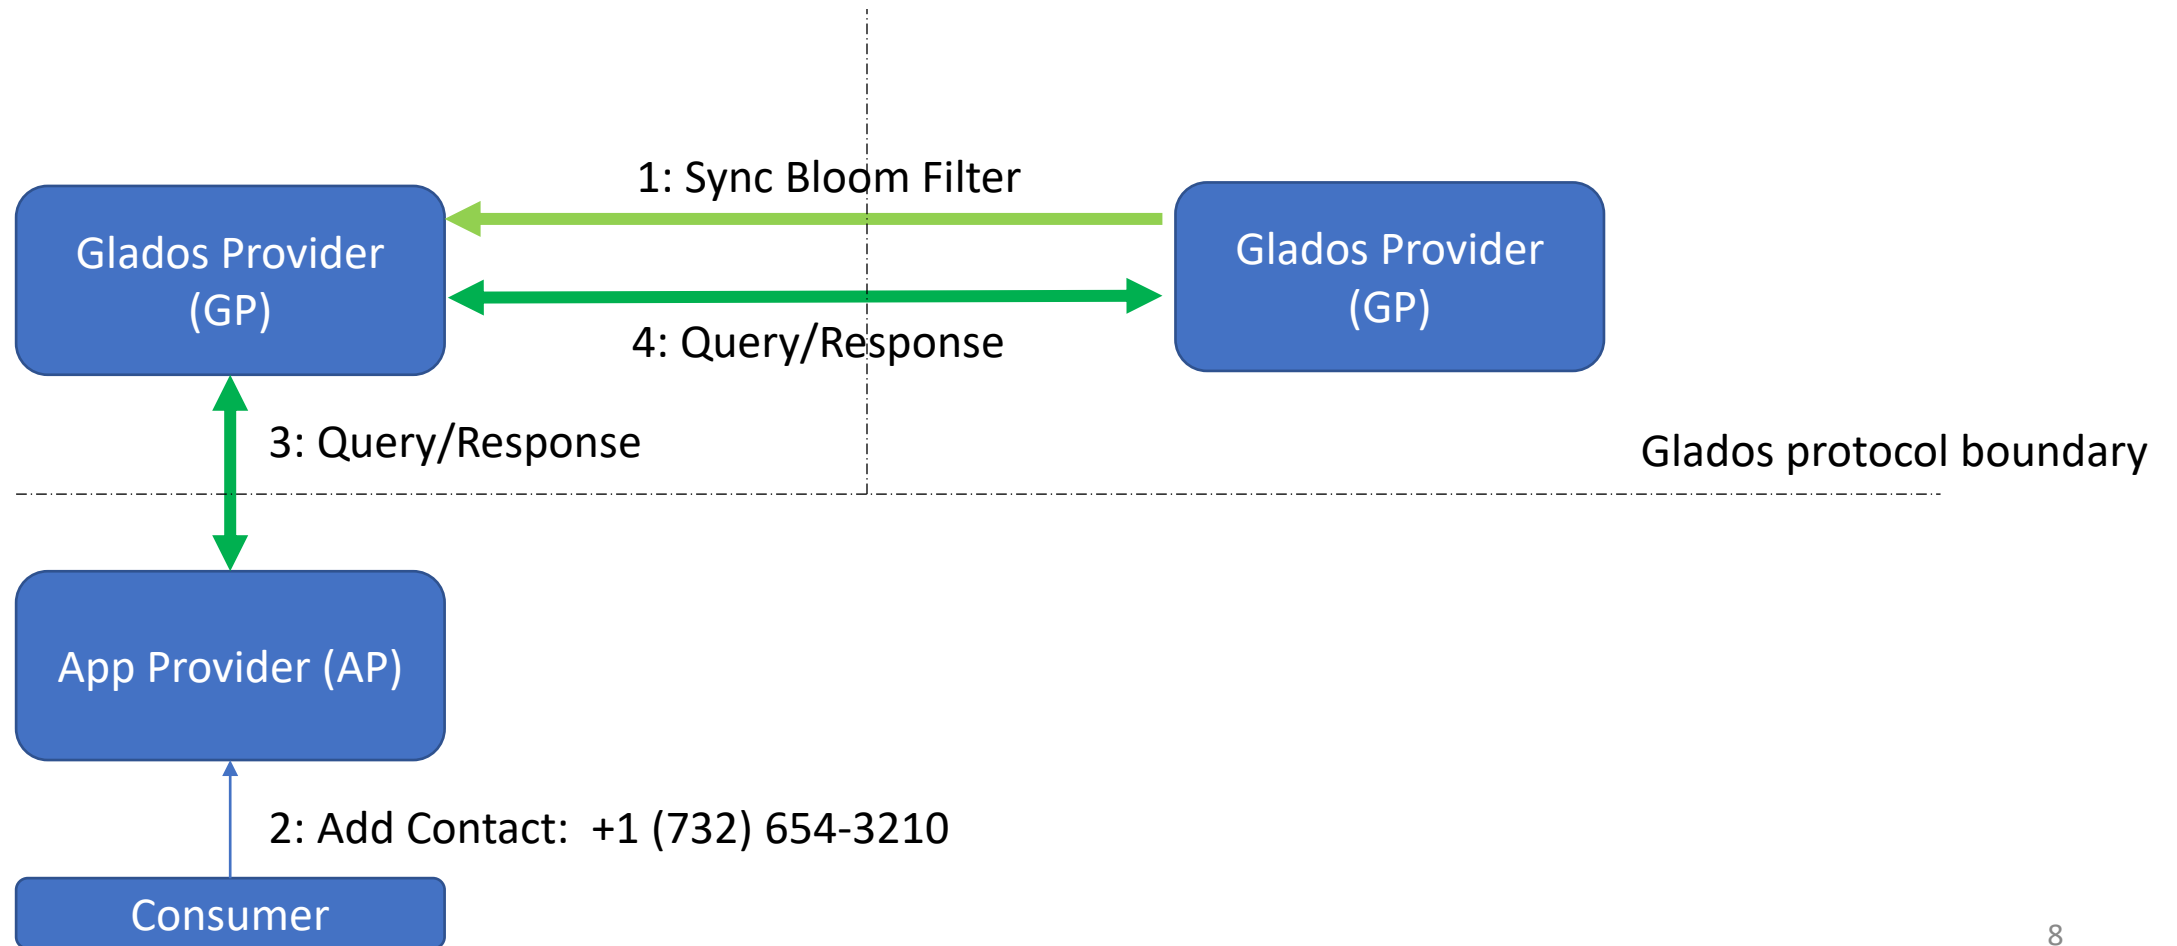 1: Sync Bloom Filter
Glados Provider
(GP)
Glados Provider
(GP)
4: Query/Response
3: Query/Response
Glados protocol boundary
App Provider (AP)
2: Add Contact:  +1 (732) 654-3210
Consumer
8